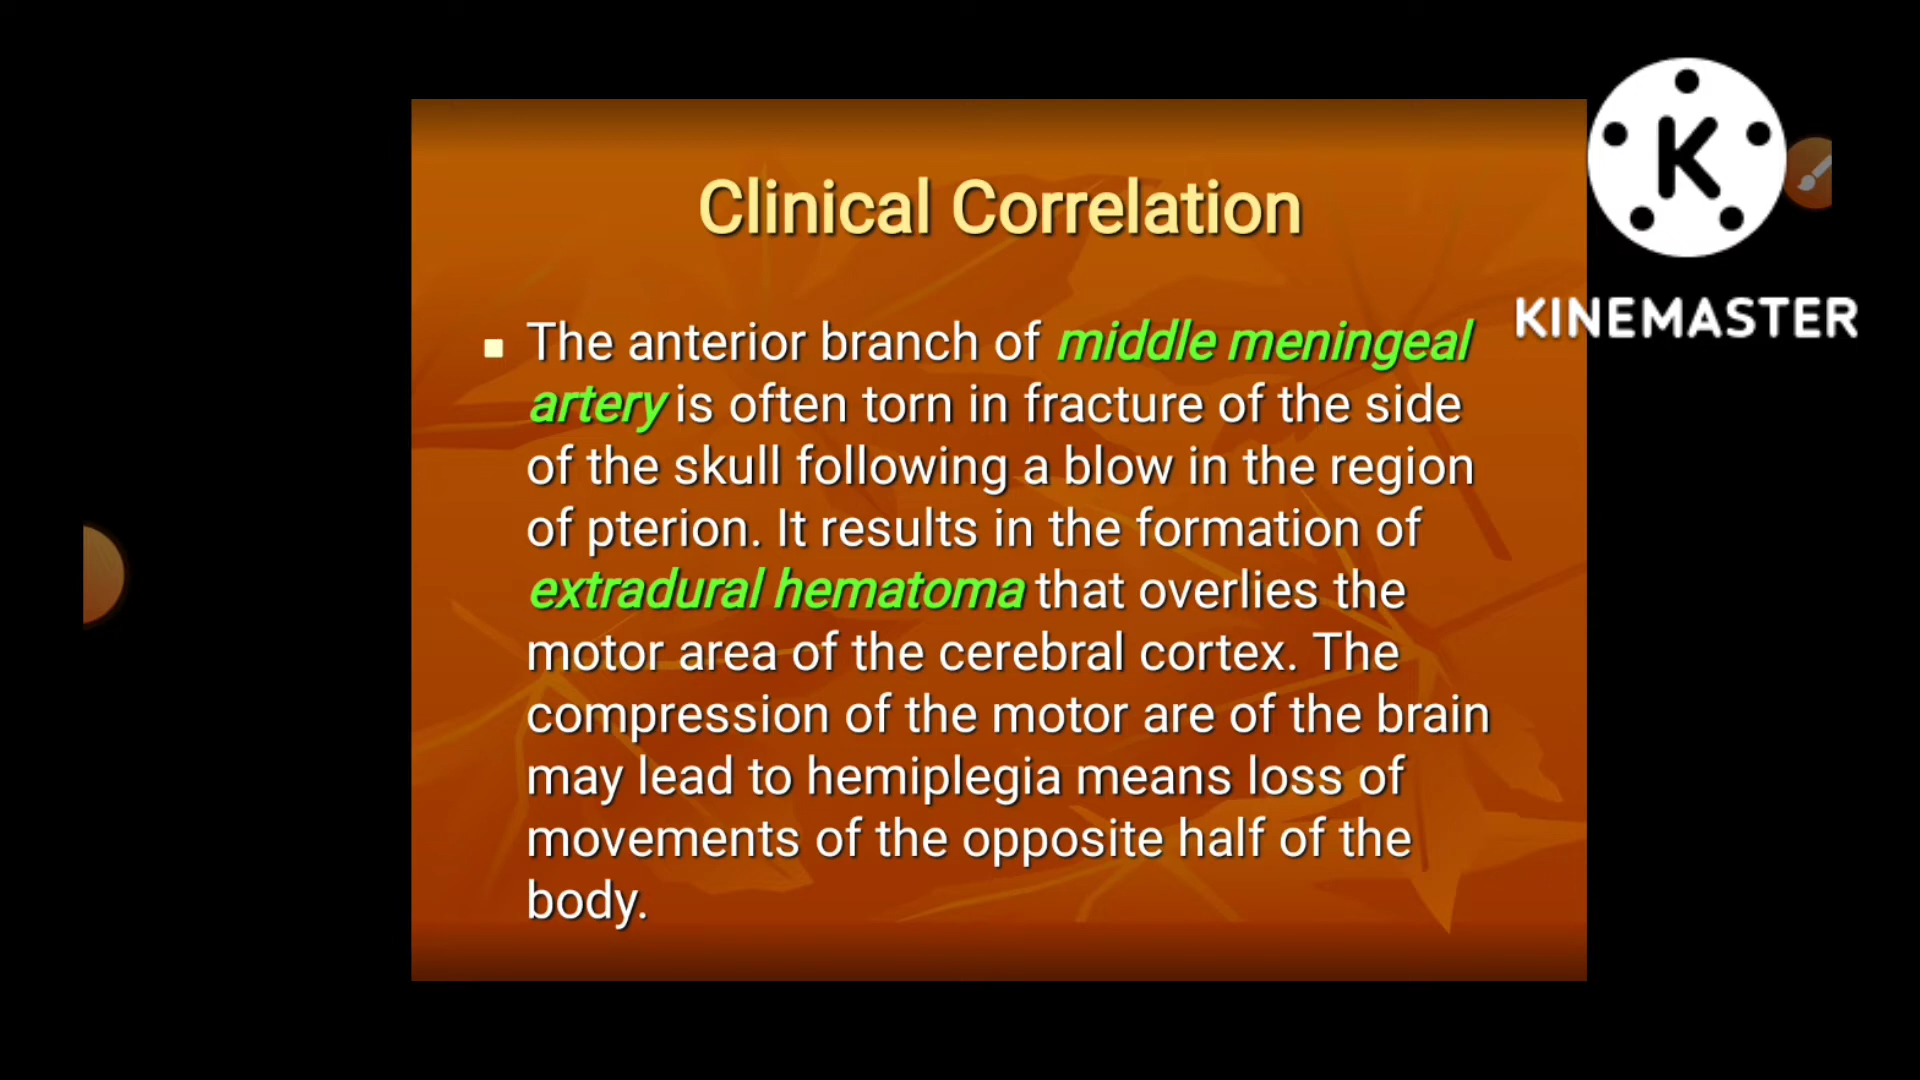 Clinical Correlation
K
KINEMASTER
The anterior branch of middle meningeal
artery is often torn in fracture of the side
of the skull following a blow in the region
of pterion. It results in the formation of
extradural hematoma that overlies the
motor area of the cerebral cortex. The
compression of the motor are of the brain
may lead to hemiplegia means loss of
movements of the opposite half of the
body.